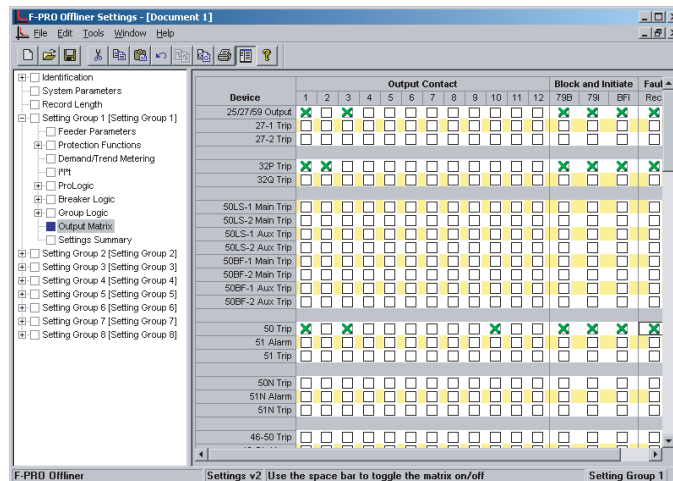 F-PRO Offliner Settings - [Document 1]
File Edit Tools Window Help
Identification
System Parameters
Record Length
Setting Group 1 [Setting Group 1]
Feeder Parameters
Protection Functions
Demand/Trend Metering
I*I*t
ProLogic
Breaker Logic
Group Logic
Output Matrix
Settings Summary
Setting Group 2 [Setting Group 2]
Setting Group 3 [Setting Group 3]
Setting Group 4 [Setting Group 4]
Setting Group 5 [Setting Group 5]
Setting Group 6 [Setting Group 6]
Setting Group 7 [Setting Group 7]
Setting Group 8 [Setting Group 8]
Output Contact Block and Initiate Faul
Device 1 2 3 4 5 6 7 8 9 10 11 12 79B 79I BFI Rec
25/27/59 Output
27-1 Trip
27-2 Trip
32P Trip
32Q Trip
50LS-1 Main Trip
50LS-2 Main Trip
50LS-1 Aux Trip
50LS-2 Aux Trip
50BF-1 Main Trip
50BF-2 Main Trip
50BF-1 Aux Trip
50BF-2 Aux Trip
50 Trip
51 Alarm
51 Trip
50N Trip
51N Alarm
51N Trip
46-50 Trip
F-PRO Offliner Settings v2 Use the space bar to toggle the matrix on/off Setting Group 1